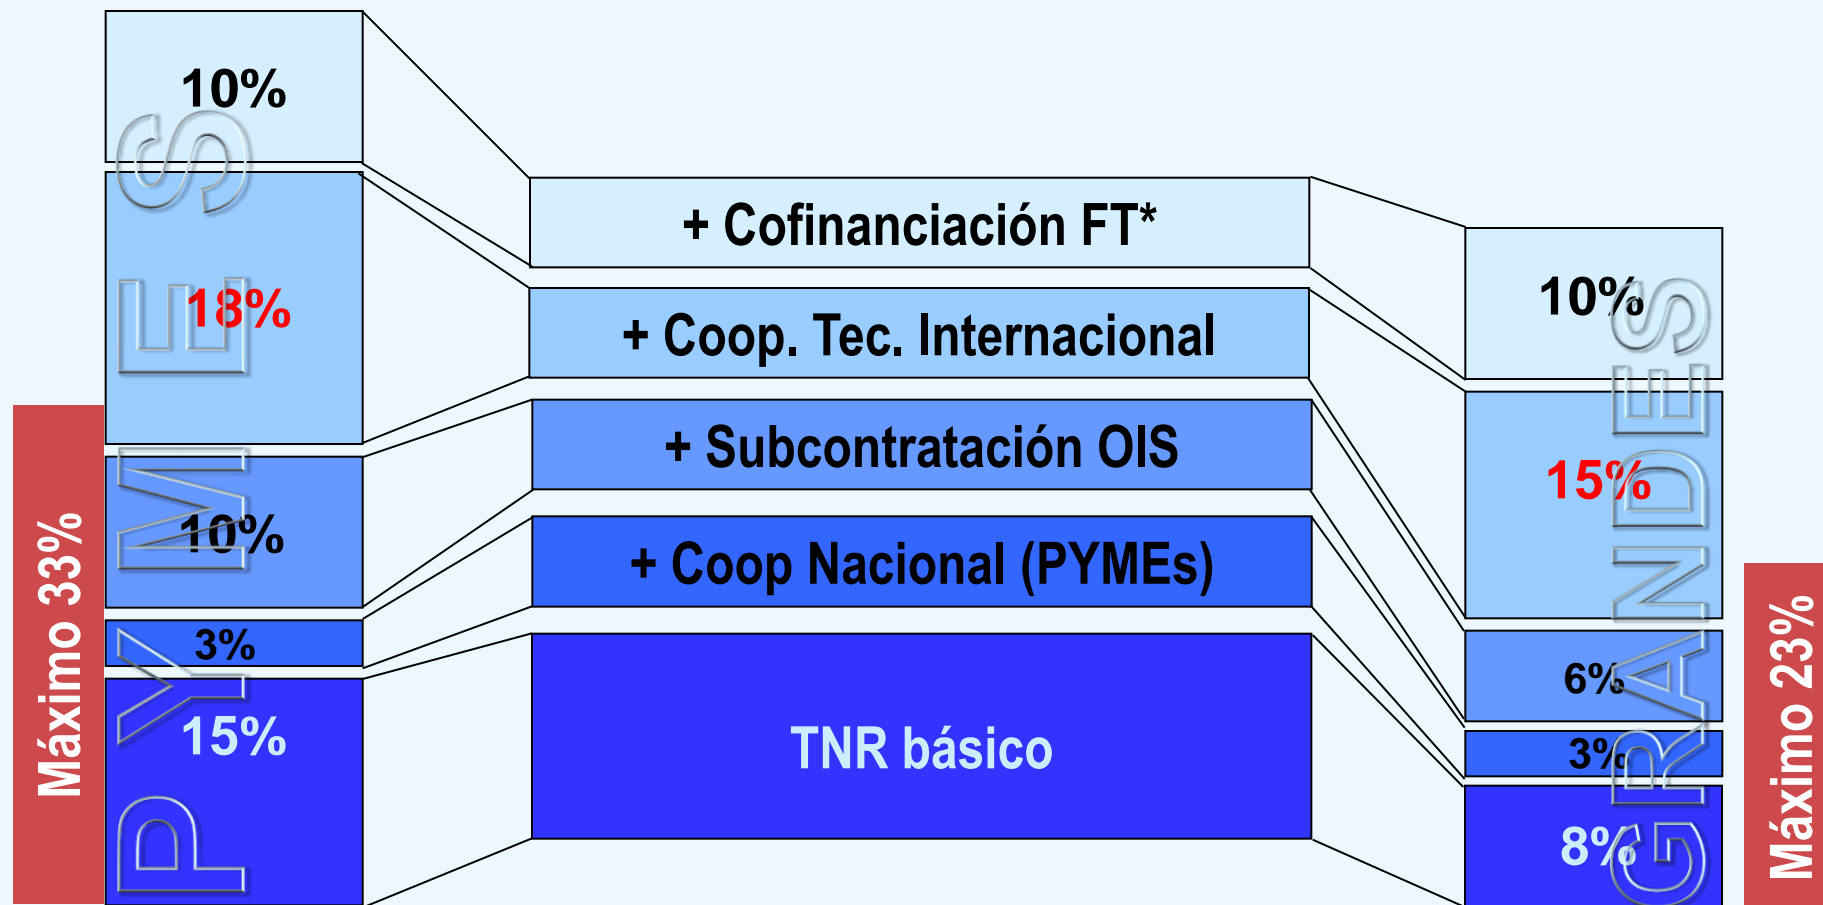 Máximo 33%
PYMES
10%
18%
10%
3%
15%
+ Cofinanciación FT*
+ Coop. Tec. Internacional
+ Subcontratación OIS
+ Coop Nacional (PYMEs)
TNR básico
10%
15%
6%
3%
8%
GRANDES
Máximo 23%